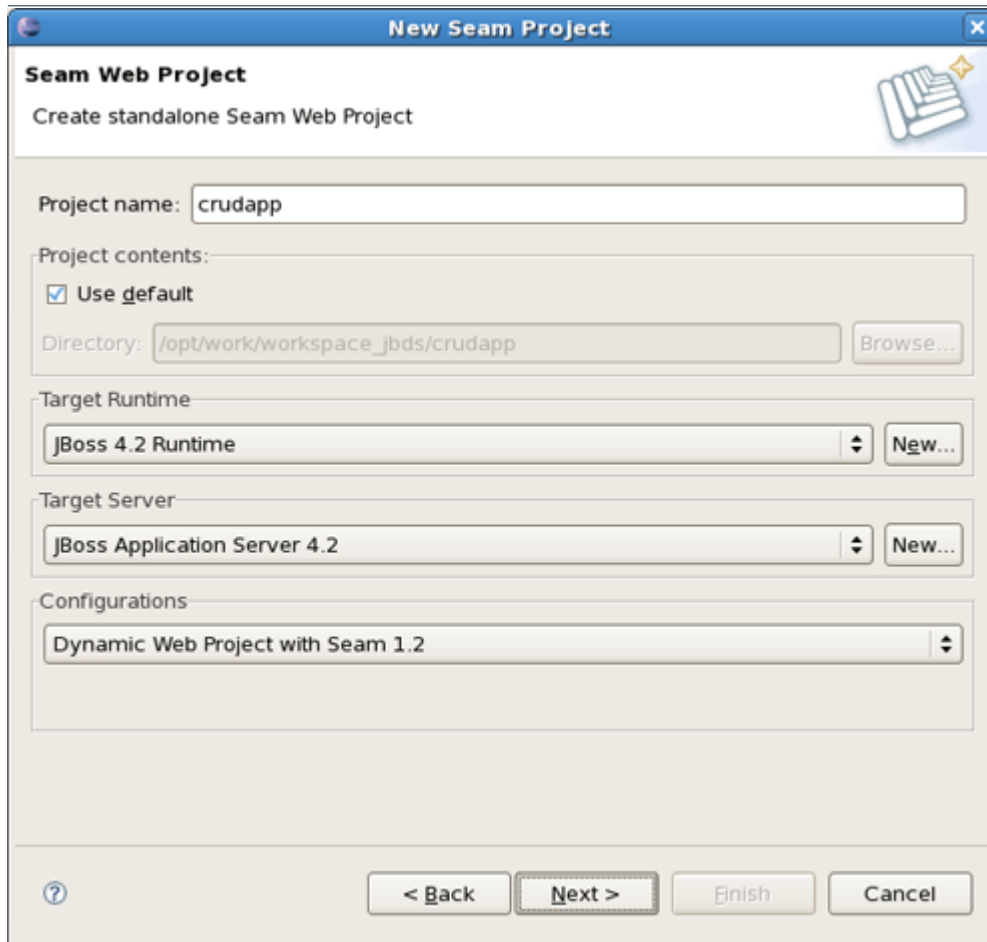 New Seam Project
Seam Web Project
Create standalone Seam Web Project
Project name: crudapp
Project contents:
Use default
Directory: /opt/work/workspace_jbds/crudapp Browse...
Target Runtime
JBoss 4.2 Runtime New...
Target Server
JBoss Application Server 4.2 New...
Configurations
Dynamic Web Project with Seam 1.2
? < Back Next > Finish Cancel